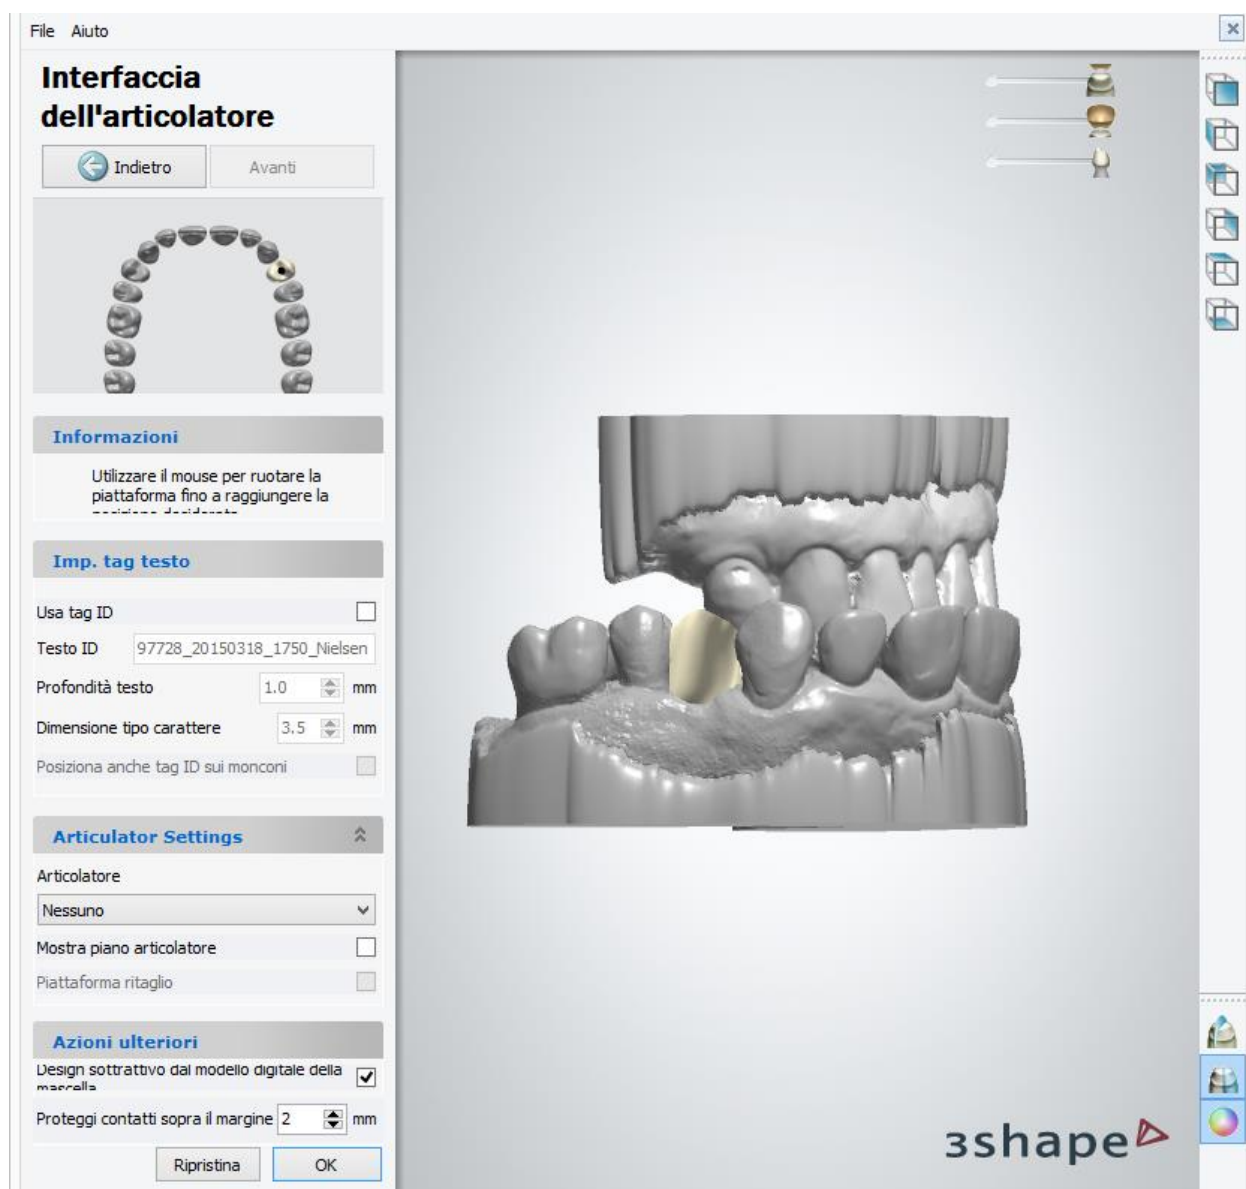 File Aiuto
Interfaccia
dell'articolatore
Indietro Avanti
Informazioni
Utilizzare il mouse per ruotare la
piattaforma fino a raggiungere la
posizione desiderata
Imp. tag testo
Usa tag ID
Testo ID 97728_20150318_1750_Nielsen
Profondità testo 1.0 mm
Dimensione tipo carattere 3.5 mm
Posiziona anche tag ID sui monconi
Articulator Settings
Articolatore
Nessuno
Mostra piano articolatore
Piattaforma ritaglio
Azioni ulteriori
Design sottrattivo dal modello digitale della
mascella
Proteggi contatti sopra il margine 2 mm
Ripristina OK
3shape